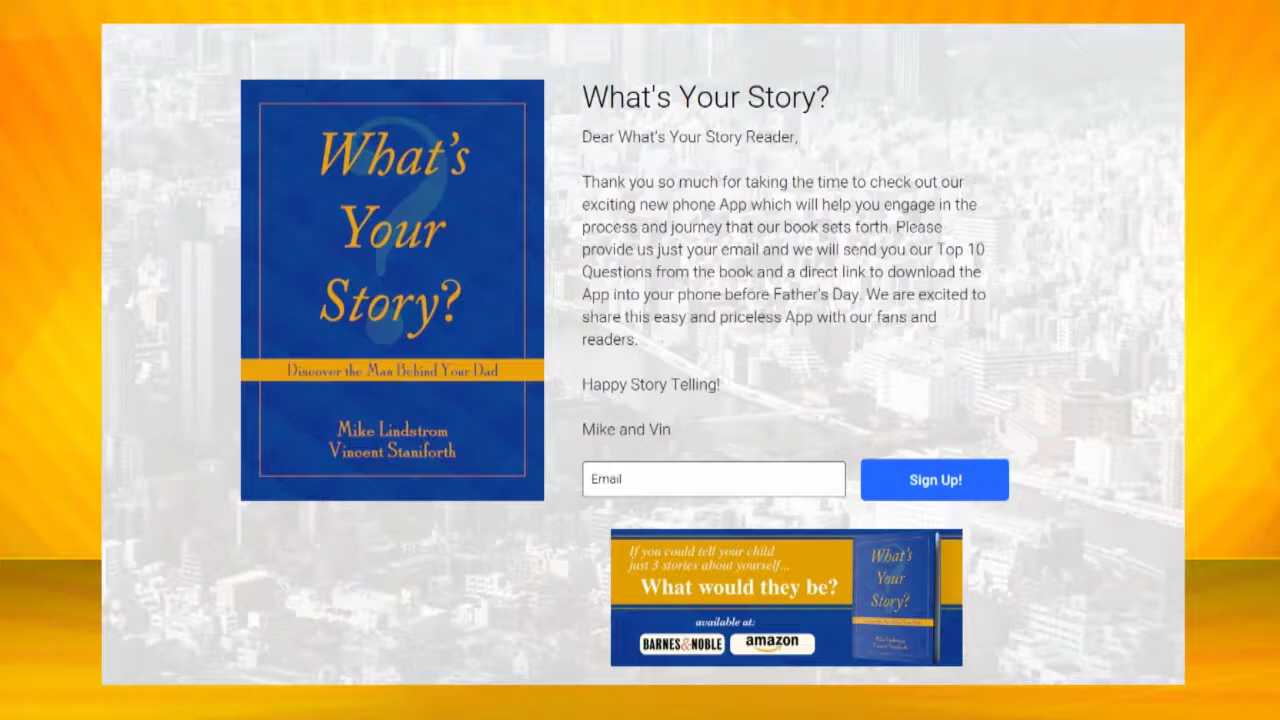 What's
Your
Story?
Discover the Man Behind Your Dad
Mike Lindstrom
Vincent Staniforth
What's Your Story?
Dear What's Your Story Reader,
Thank you so much for taking the time to check out our
exciting new phone App which will help you engage in the
process and journey that our book sets forth. Please
provide us just your email and we will send you our Top 10
Questions from the book and a direct link to download the
App into your phone before Father's Day. We are excited to
share this easy and priceless App with our fans and
readers.
Happy Story Telling!
Mike and Vin
Email
Sign Up!
If you could tell your child
just 3 stories about yourself...
What would they be?
available at:
BARNES&NOBLE
amazon
What's
Your
Story?